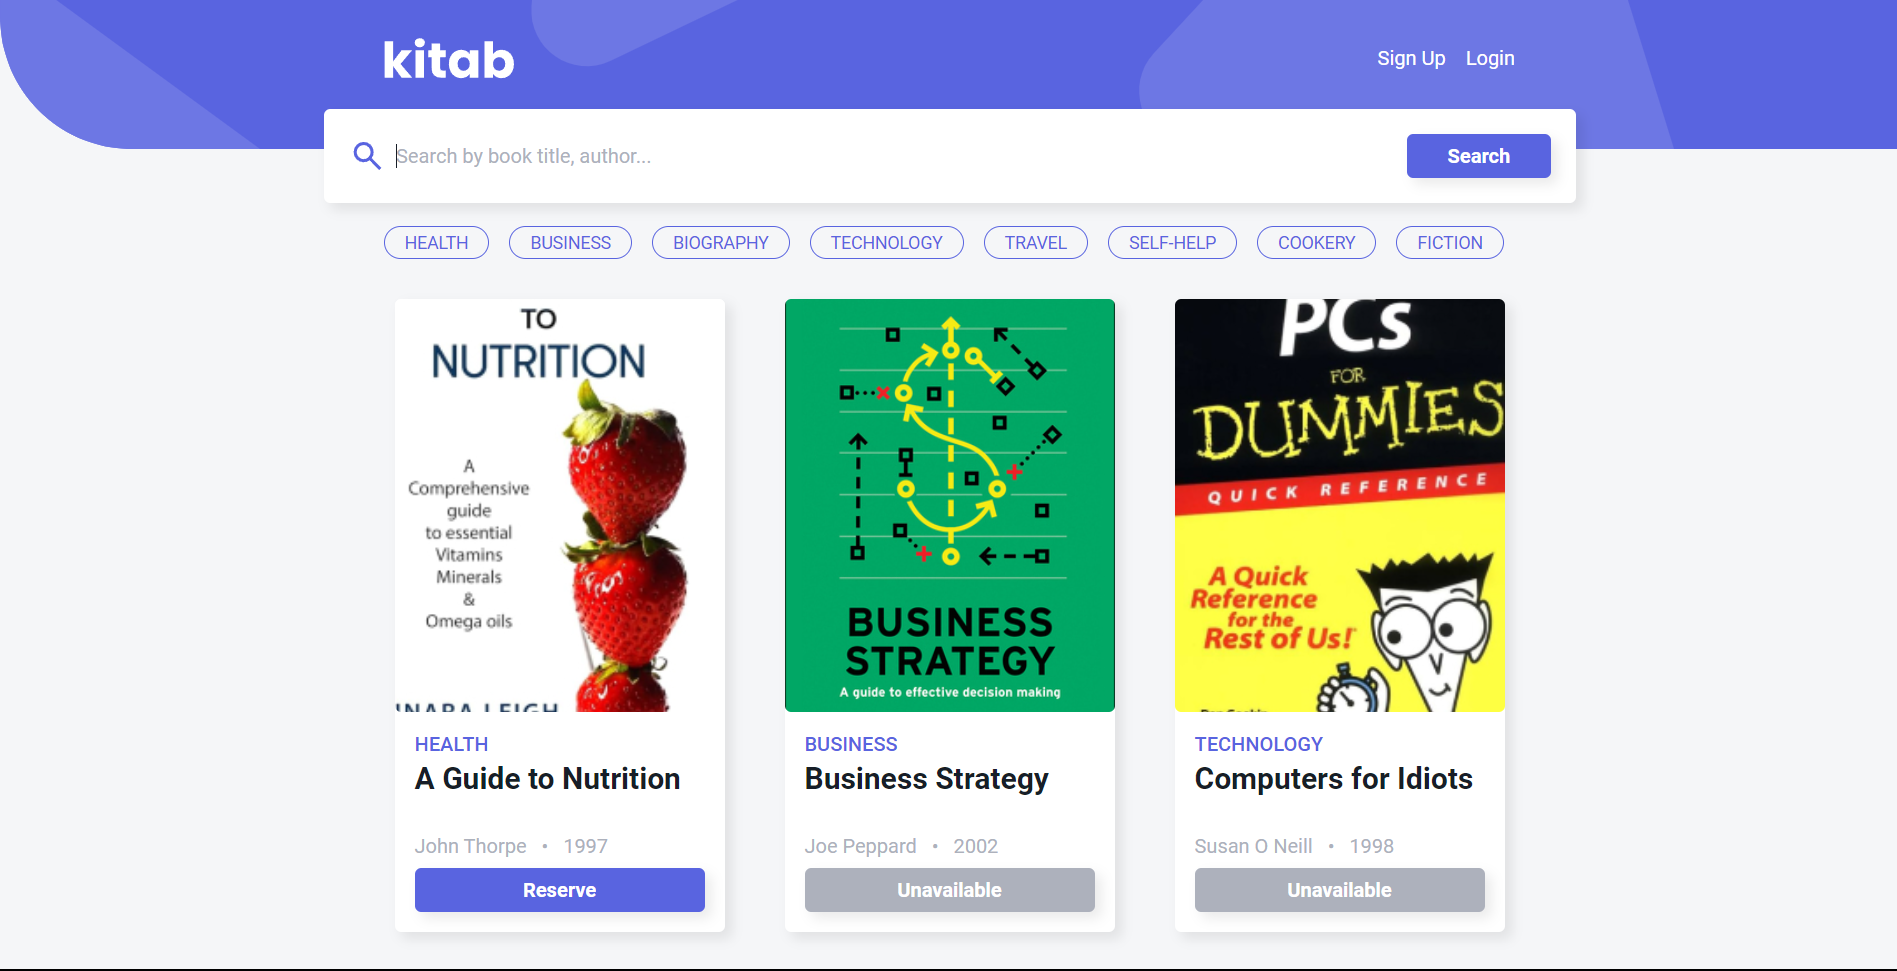 kitab
Sign Up Login
Search by book title, author...
Search
HEALTH BUSINESS BIOGRAPHY TECHNOLOGY TRAVEL SELF-HELP COOKERY FICTION
TO
NUTRITION
A
Comprehensive
guide
to essential
Vitamins
Minerals
&
Omega oils
LEIGH
HEALTH
A Guide to Nutrition
John Thorpe • 1997
Reserve
BUSINESS
STRATEGY
A guide to effective decision making
BUSINESS
Business Strategy
Joe Peppard • 2002
Unavailable
PCs
FOR
DUMMIES
QUICK REFERENCE
A Quick
Reference
for the
Rest of Us!
TECHNOLOGY
Computers for Idiots
Susan O Neill • 1998
Unavailable